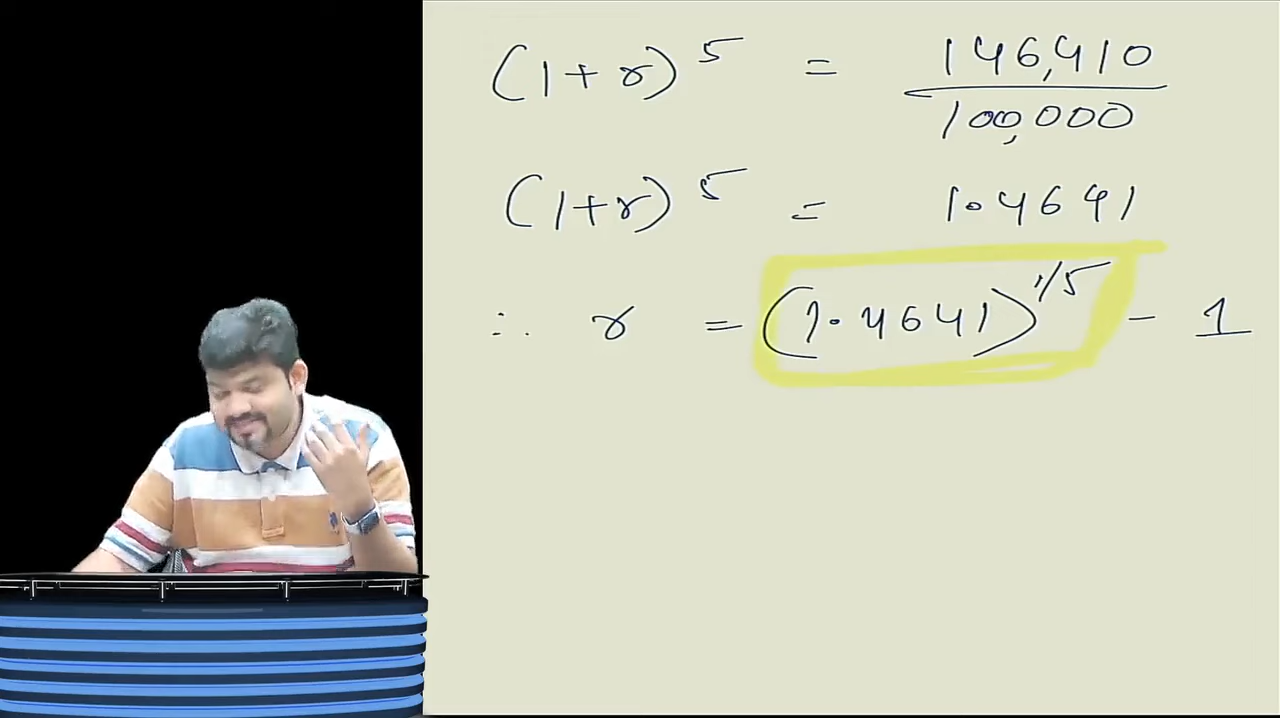 (1+r)^5 = 146,410 / 100,000
(1+r)^5 = 1.4641
∴ r = (1.4641)^1/5 - 1